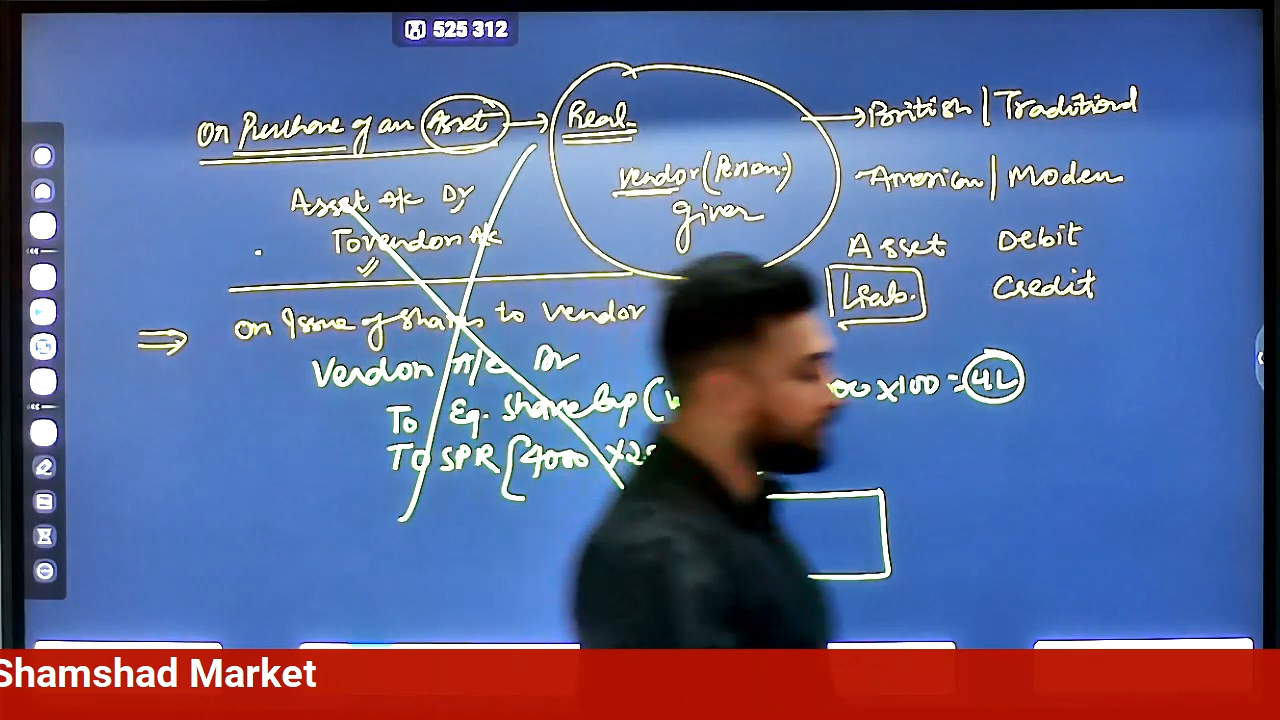 525 312
On Purchase of an Asset → Real → British | Traditional
Vendor (Person) American | Modern
Asset A/c Dr giver
To vendor A/c Asset Debit
Liab. Credit
⇒ On Issue of shares to Vendor
Vendor A/c Dr
To Eq. share Cap ( 00 x 100 = 4L
To SPR [4000 x 2
Shamshad Market